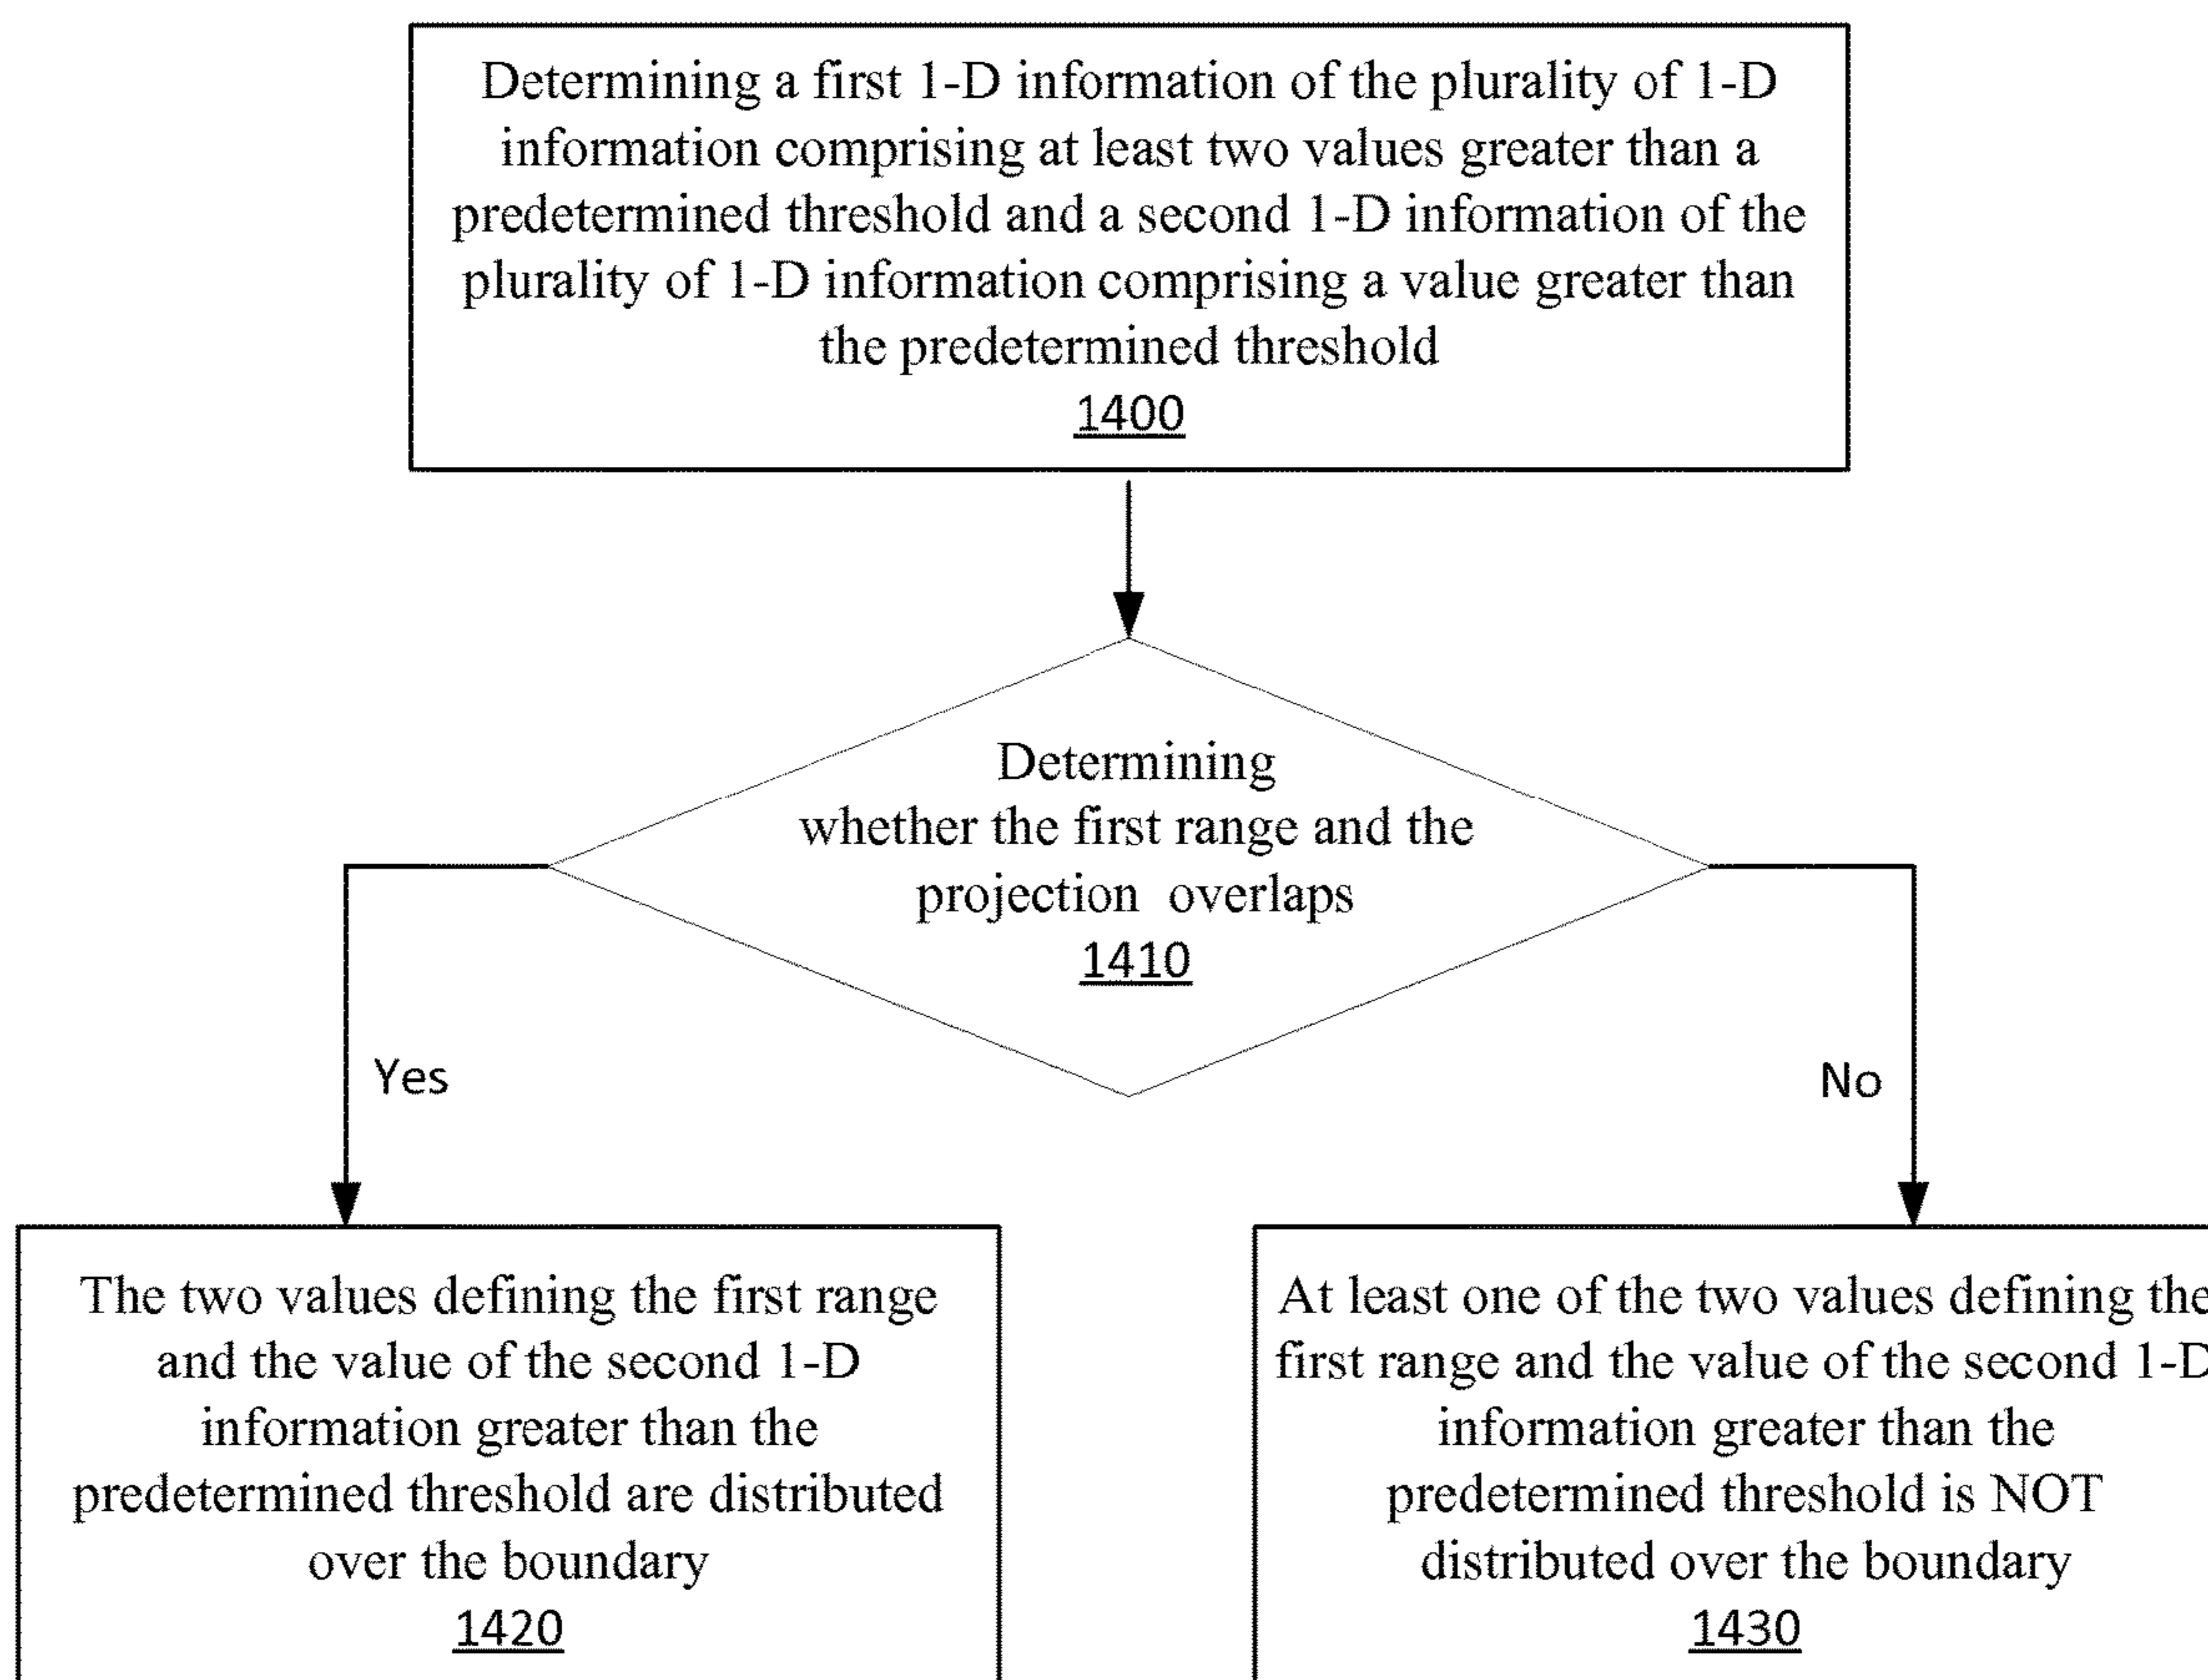 Determining a first 1-D information of the plurality of 1-D
information comprising at least two values greater than a
predetermined threshold and a second 1-D information of the
plurality of 1-D information comprising a value greater than
the predetermined threshold
1400
Determining
whether the first range and the
projection overlaps
1410
Yes
No
The two values defining the first range
and the value of the second 1-D
information greater than the
predetermined threshold are distributed
over the boundary
1420
At least one of the two values defining the
first range and the value of the second 1-D
information greater than the
predetermined threshold is NOT
distributed over the boundary
1430